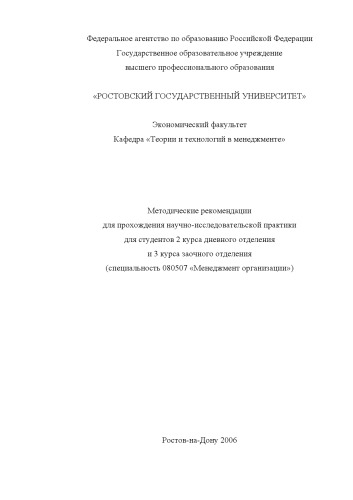 Федеральное агентство по образованию Российской Федерации
Государственное образовательное учреждение
высшего профессионального образования
«РОСТОВСКИЙ ГОСУДАРСТВЕННЫЙ УНИВЕРСИТЕТ»
Экономический факультет
Кафедра «Теории и технологий в менеджменте»
Методические рекомендации
для прохождения научно-исследовательской практики
для студентов 2 курса дневного отделения
и 3 курса заочного отделения
(специальность 080507 «Менеджмент организации»)
Ростов-на-Дону 2006